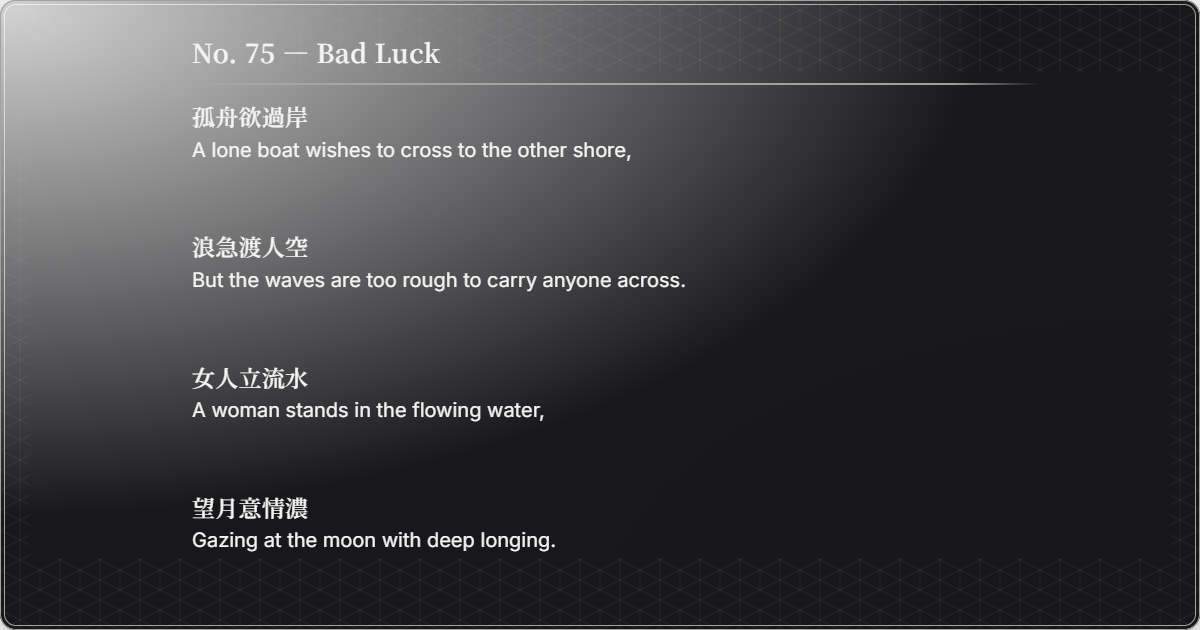 No. 75 — Bad Luck
孤舟欲過岸
A lone boat wishes to cross to the other shore,
浪急渡人空
But the waves are too rough to carry anyone across.
女人立流水
A woman stands in the flowing water,
望月意情濃
Gazing at the moon with deep longing.